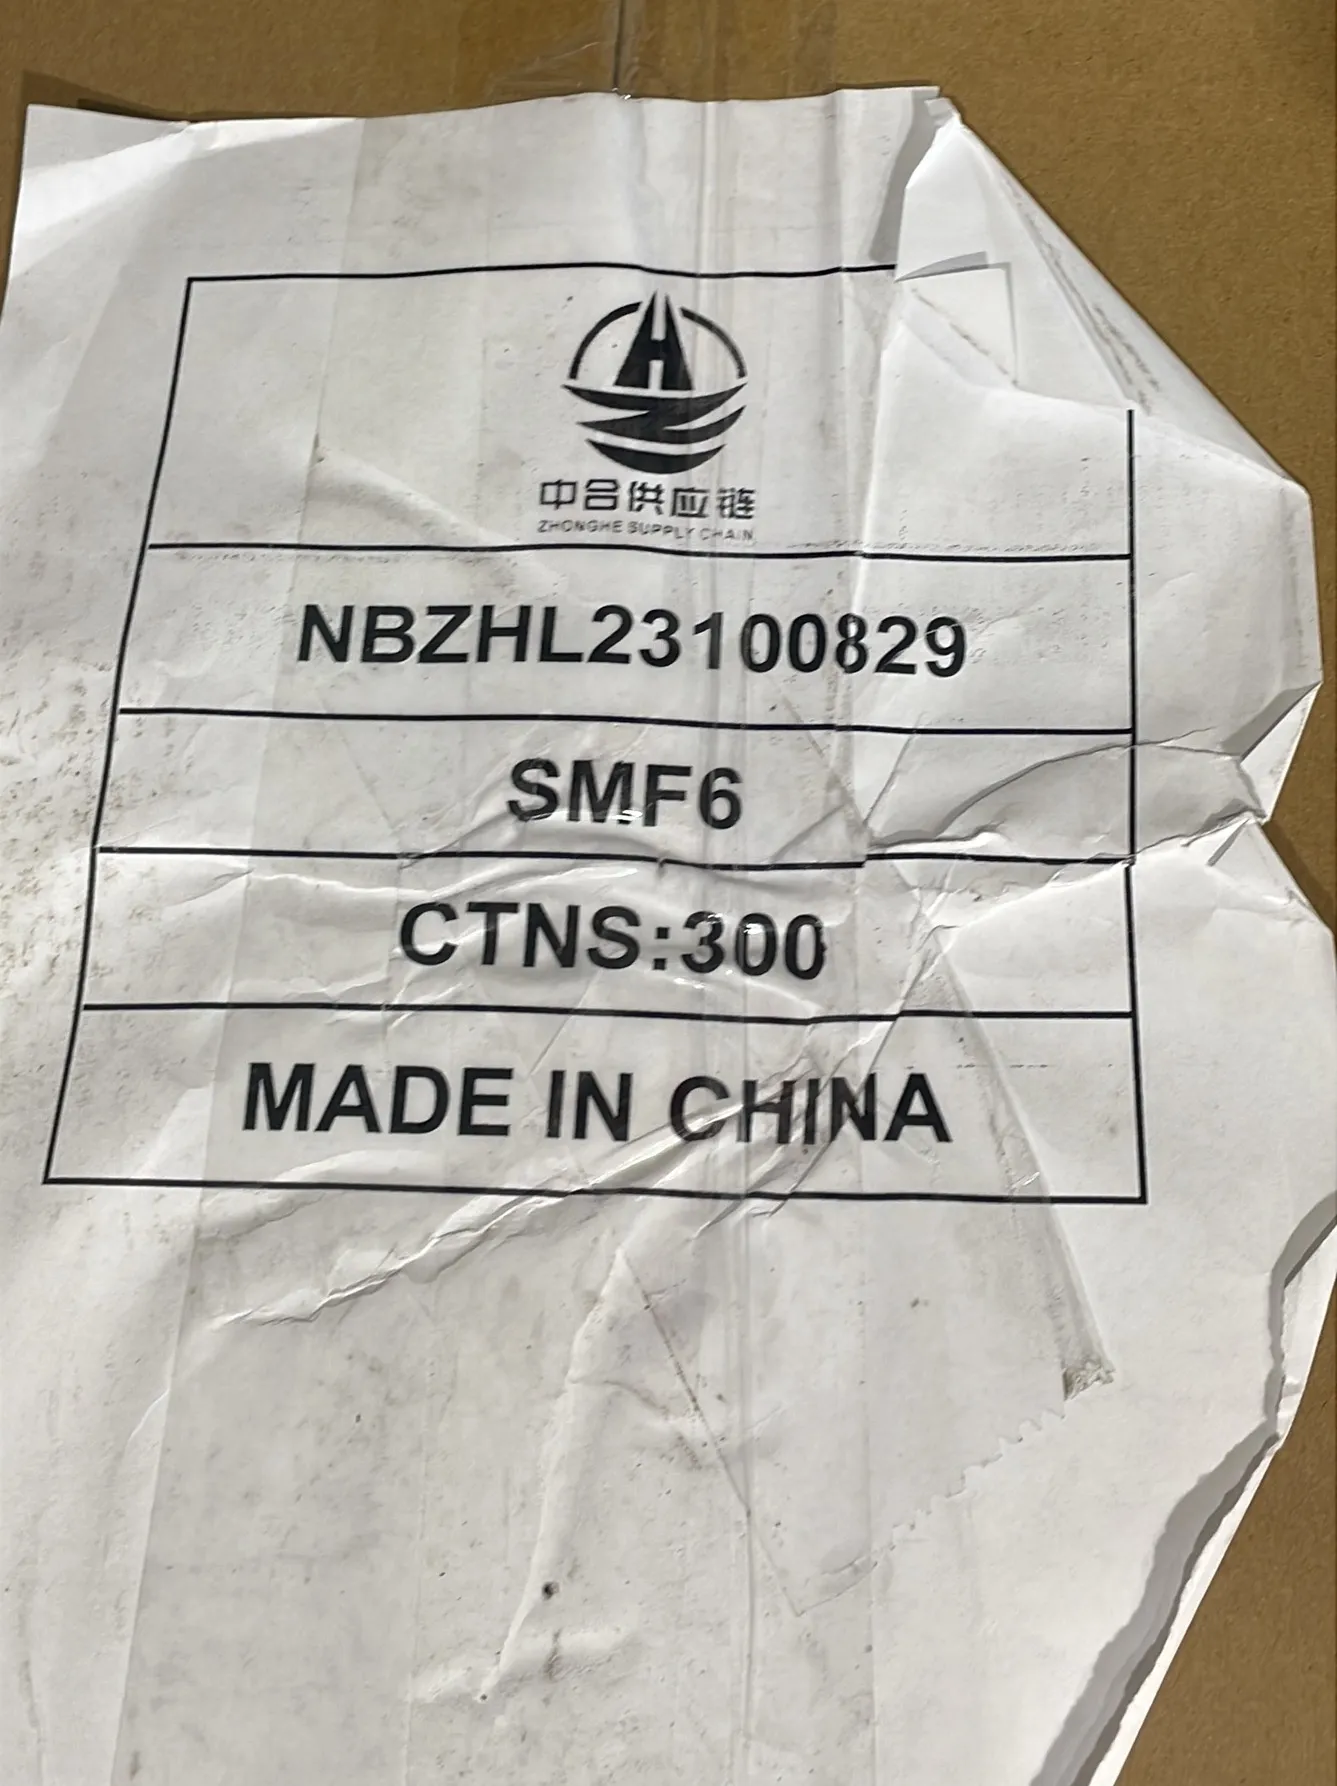 中合供应链
ZHONGHE SUPPLY CHAIN
NBZHL23100829
SMF6
CTNS:300
MADE IN CHINA